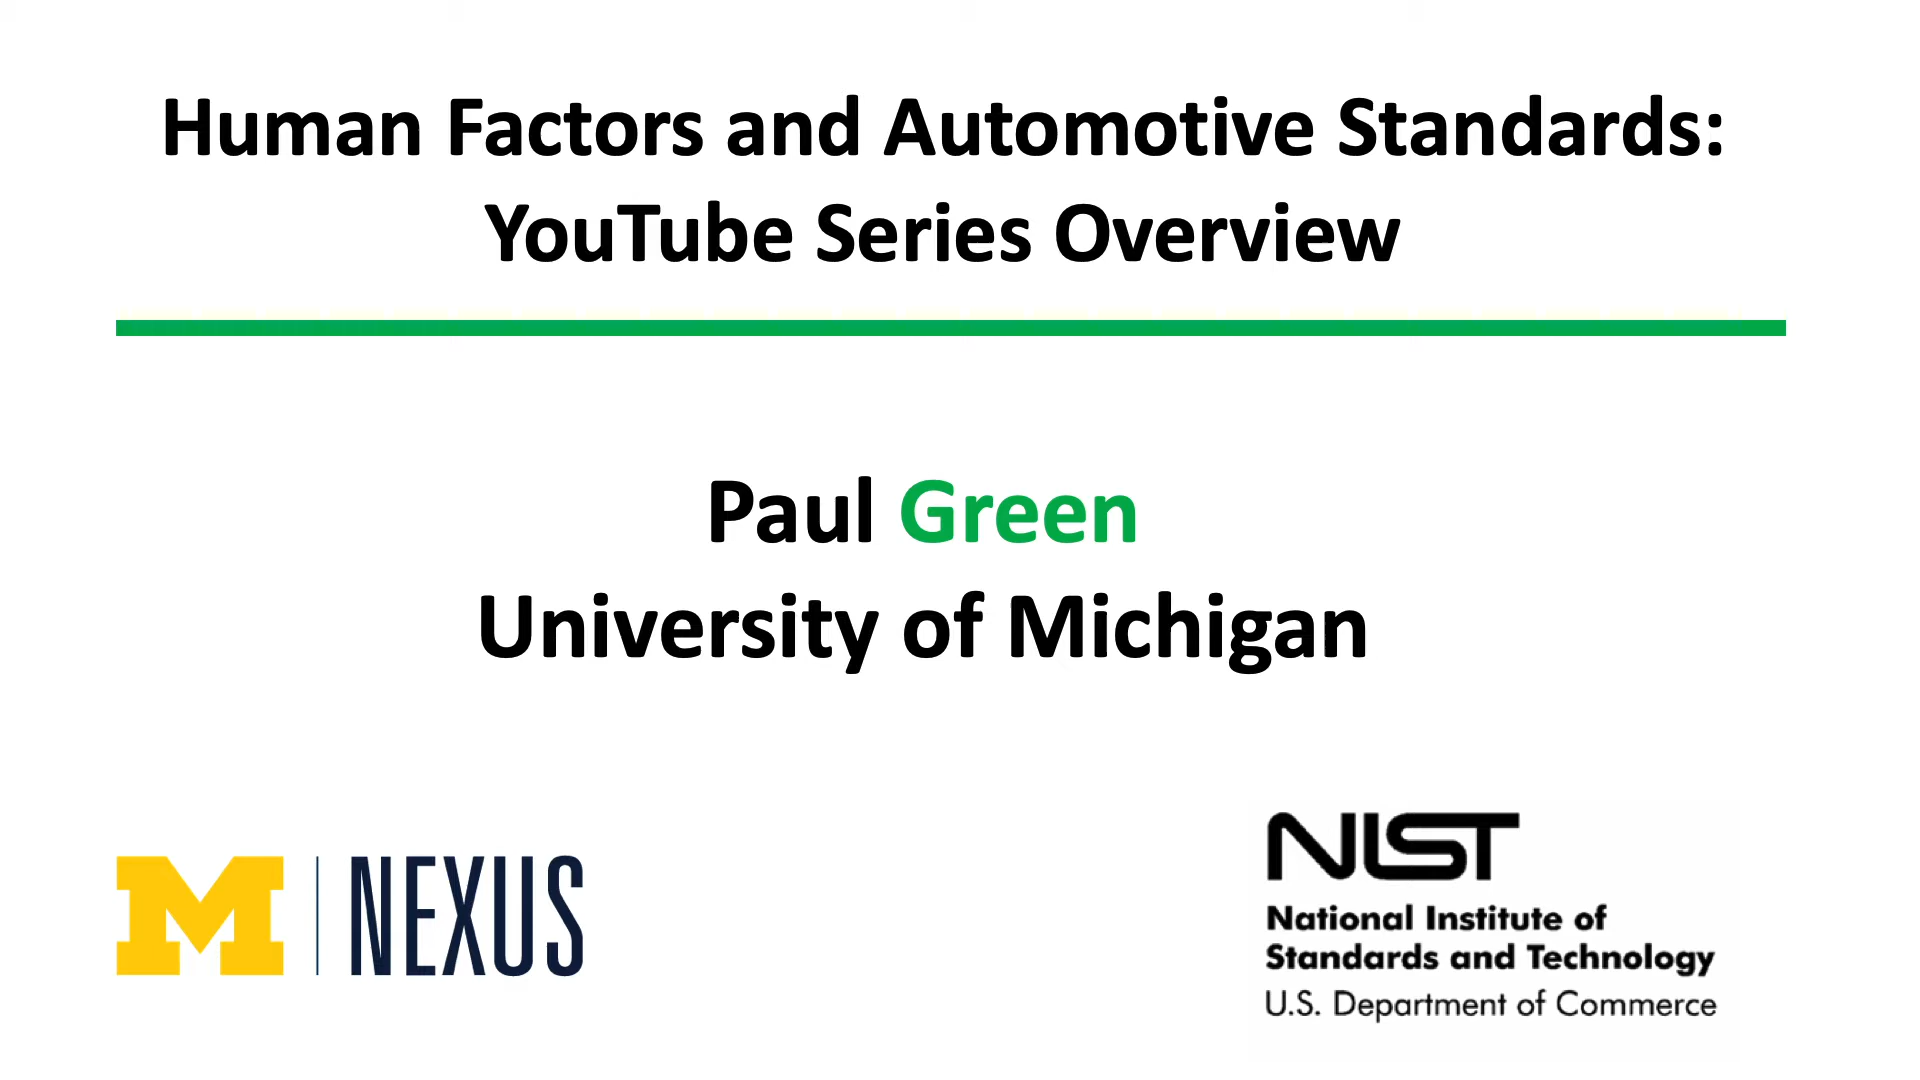 Human Factors and Automotive Standards:
YouTube Series Overview
Paul Green
University of Michigan
M | NEXUS
NIST
National Institute of
Standards and Technology
U.S. Department of Commerce